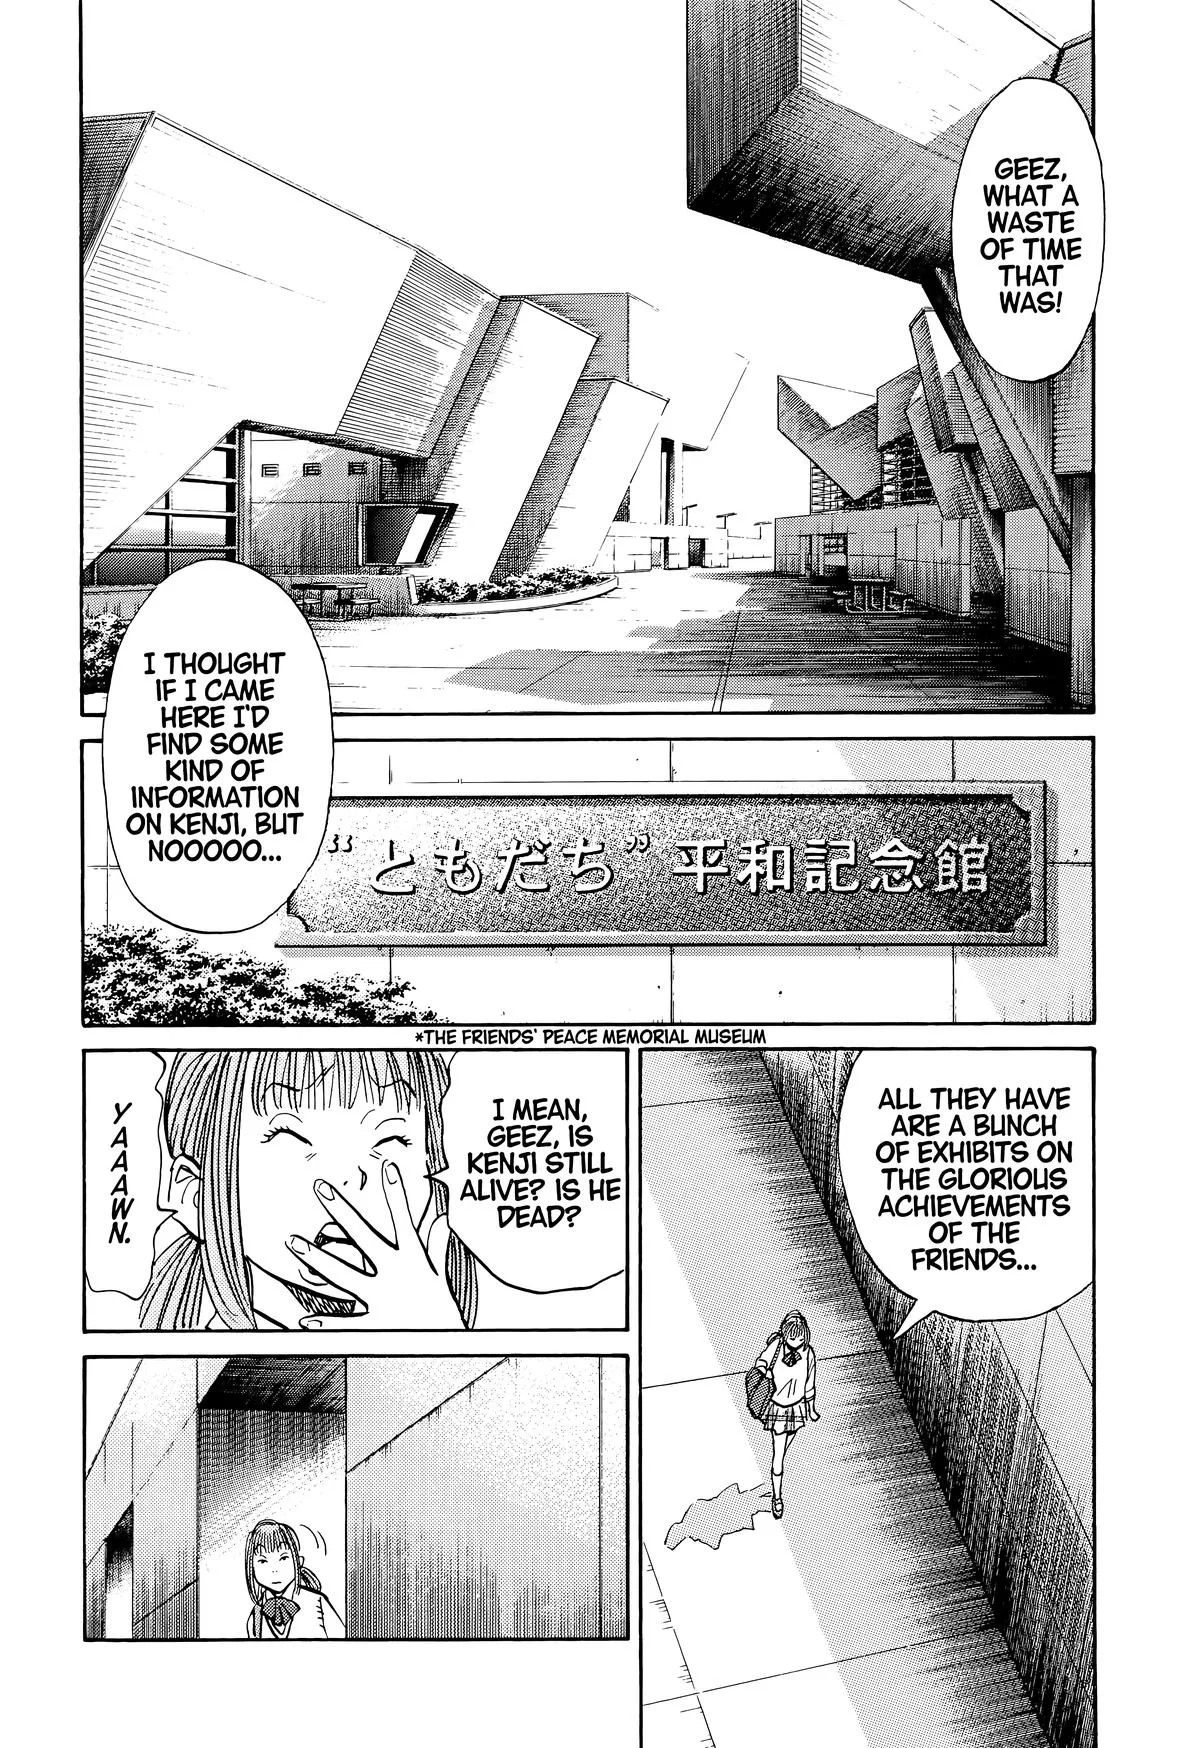 GEEZ,
WHAT A
WASTE
OF TIME
THAT
WAS!
I THOUGHT
IF I CAME
HERE I'D
FIND SOME
KIND OF
INFORMATION
ON KENJI, BUT
NOOOOO...
“ともだち”平和記念館
*THE FRIENDS' PEACE MEMORIAL MUSEUM
ALL THEY HAVE
ARE A BUNCH
OF EXHIBITS ON
THE GLORIOUS
ACHIEVEMENTS
OF THE
FRIENDS...
I MEAN,
GEEZ, IS
KENJI STILL
ALIVE? IS HE
DEAD?
YAAAWN.